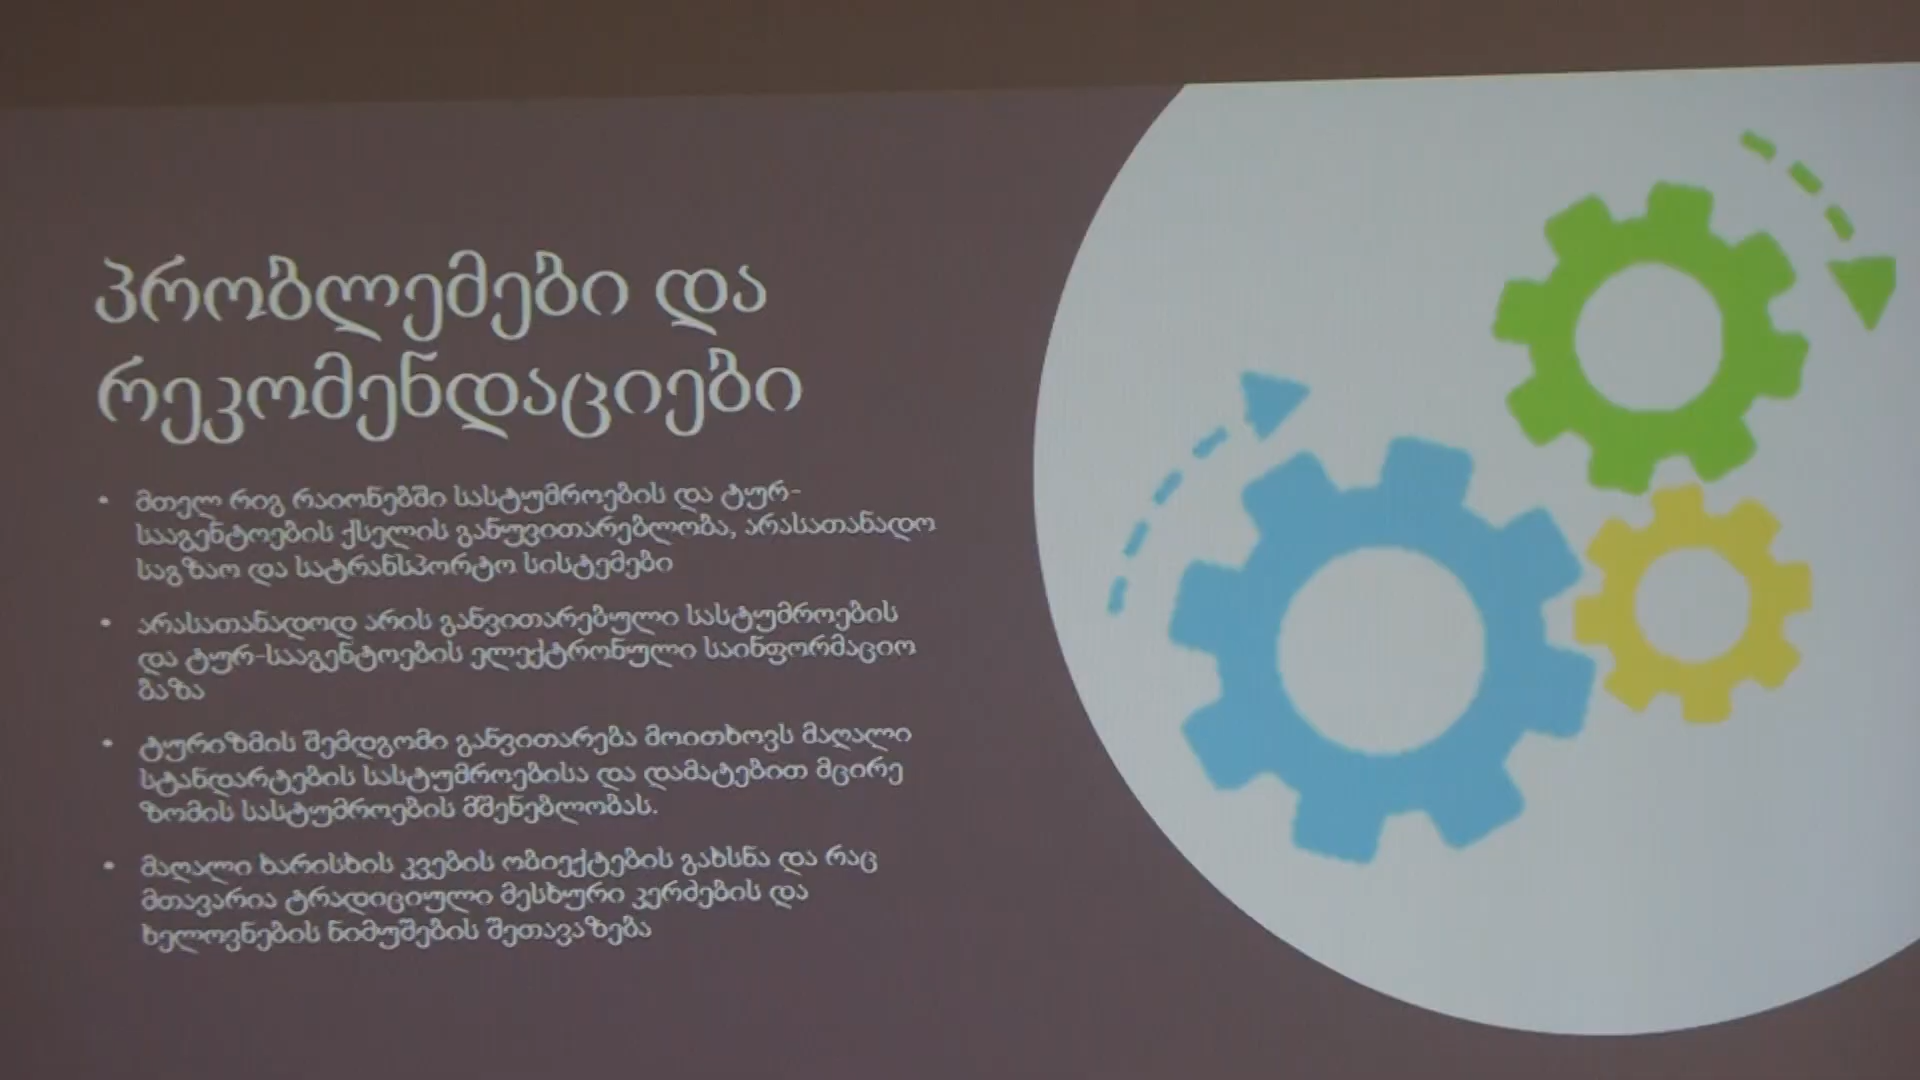 პრობლემები და
რეკომენდაციები
• მთელ რიგ რაიონებში სასტუმროების და ტურ-
სააგენტოების ქსელის განუვითარებლობა, არასათანადო
საგზაო და სატრანსპორტო სისტემები
• არასათანადოდ არის განვითარებული სასტუმროების
და ტურ-სააგენტოების ელექტრონული საინფორმაციო
ბაზა
• ტურიზმის შემდგომი განვითარება მოითხოვს მაღალი
სტანდარტების სასტუმროებისა და დამატებით მცირე
ზომის სასტუმროების მშენებლობას.
• მაღალი ხარისხის კვების ობიექტების გახსნა და რაც
მთავარია ტრადიციული მესხური კერძების და
ხელოვნების ნიმუშების შეთავაზება